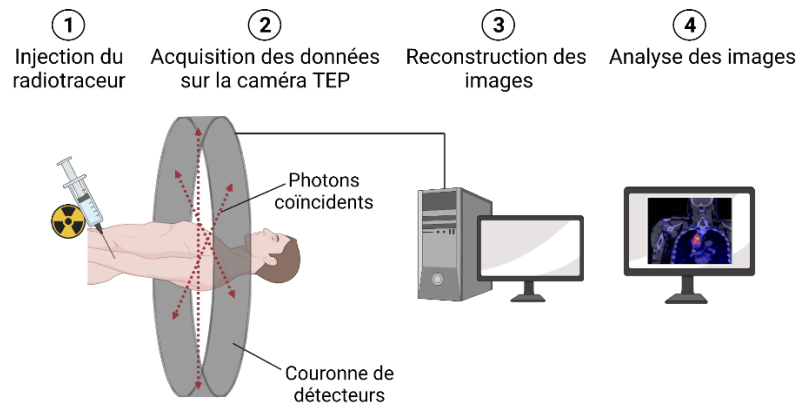 1
Injection du
radiotraceur
2
Acquisition des données
sur la caméra TEP
3
Reconstruction des
images
4
Analyse des images
Photons
coïncidents
Couronne de
détecteurs